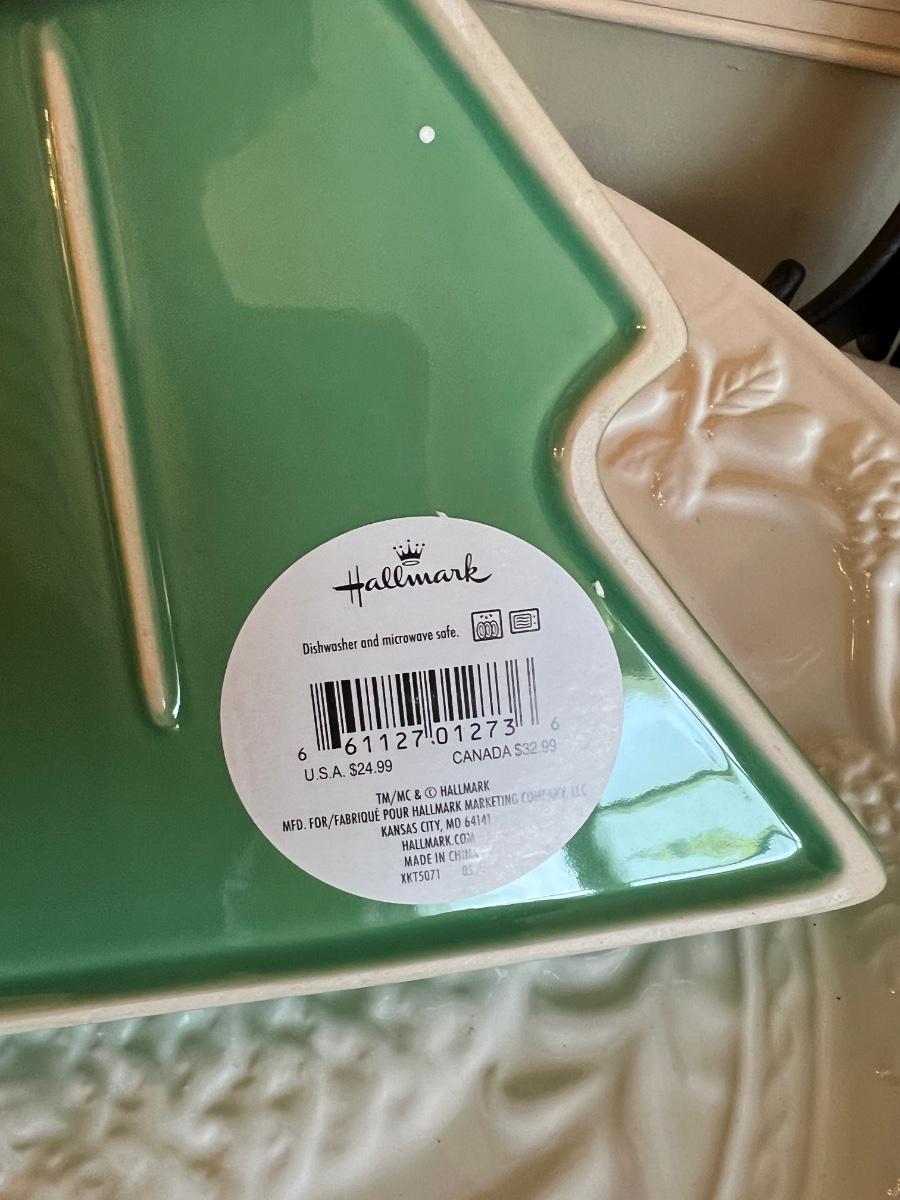 Hallmark
Dishwasher and microwave safe.
6 61127 01273 6
U.S.A. $24.99 CANADA $32.99
TM/MC & © HALLMARK
MFD. FOR/FABRIQUÉ POUR HALLMARK MARKETING COMPANY, LLC
KANSAS CITY, MO 64141
HALLMARK.COM
MADE IN CHINA
XKT5071